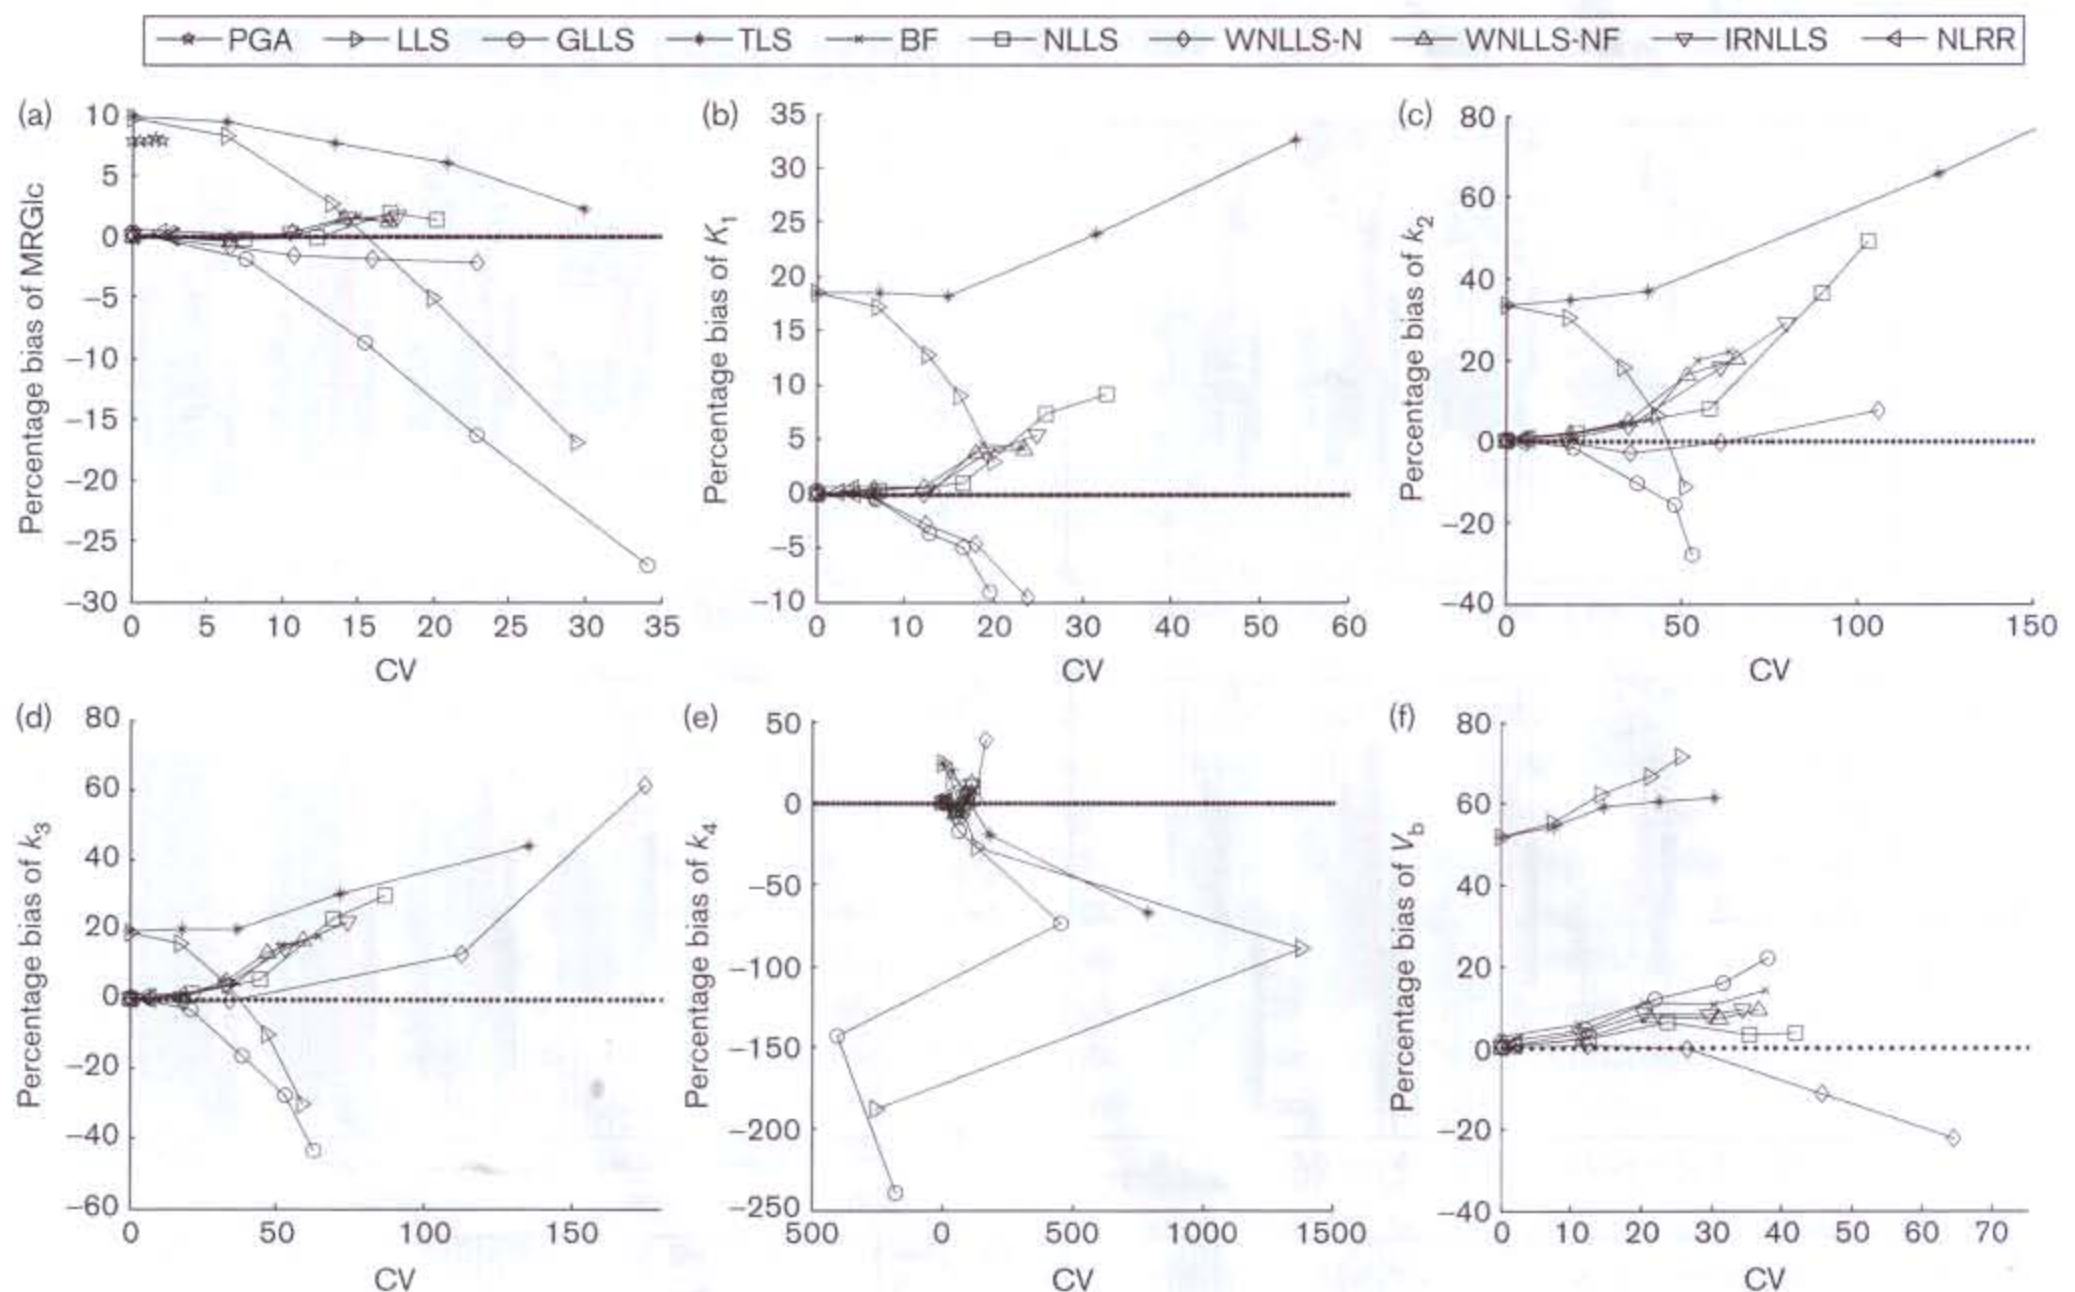 PGA LLS GLLS TLS BF NLLS WNLLS-N WNLLS-NF IRNLLS NLRR
(a)
Percentage bias of MRGlc
10
5
0
−5
−10
−15
−20
−25
−30
0 5 10 15 20 25 30 35
CV
(b)
Percentage bias of K1
35
30
25
20
15
10
5
0
−5
−10
0 10 20 30 40 50 60
CV
(c)
Percentage bias of k2
80
60
40
20
0
−20
−40
0 50 100 150
CV
(d)
Percentage bias of k3
80
60
40
20
0
−20
−40
−60
0 50 100 150
CV
(e)
Percentage bias of k4
50
0
−50
−100
−150
−200
−250
500 0 500 1000 1500
CV
(f)
Percentage bias of Vb
80
60
40
20
0
−20
−40
0 10 20 30 40 50 60 70
CV